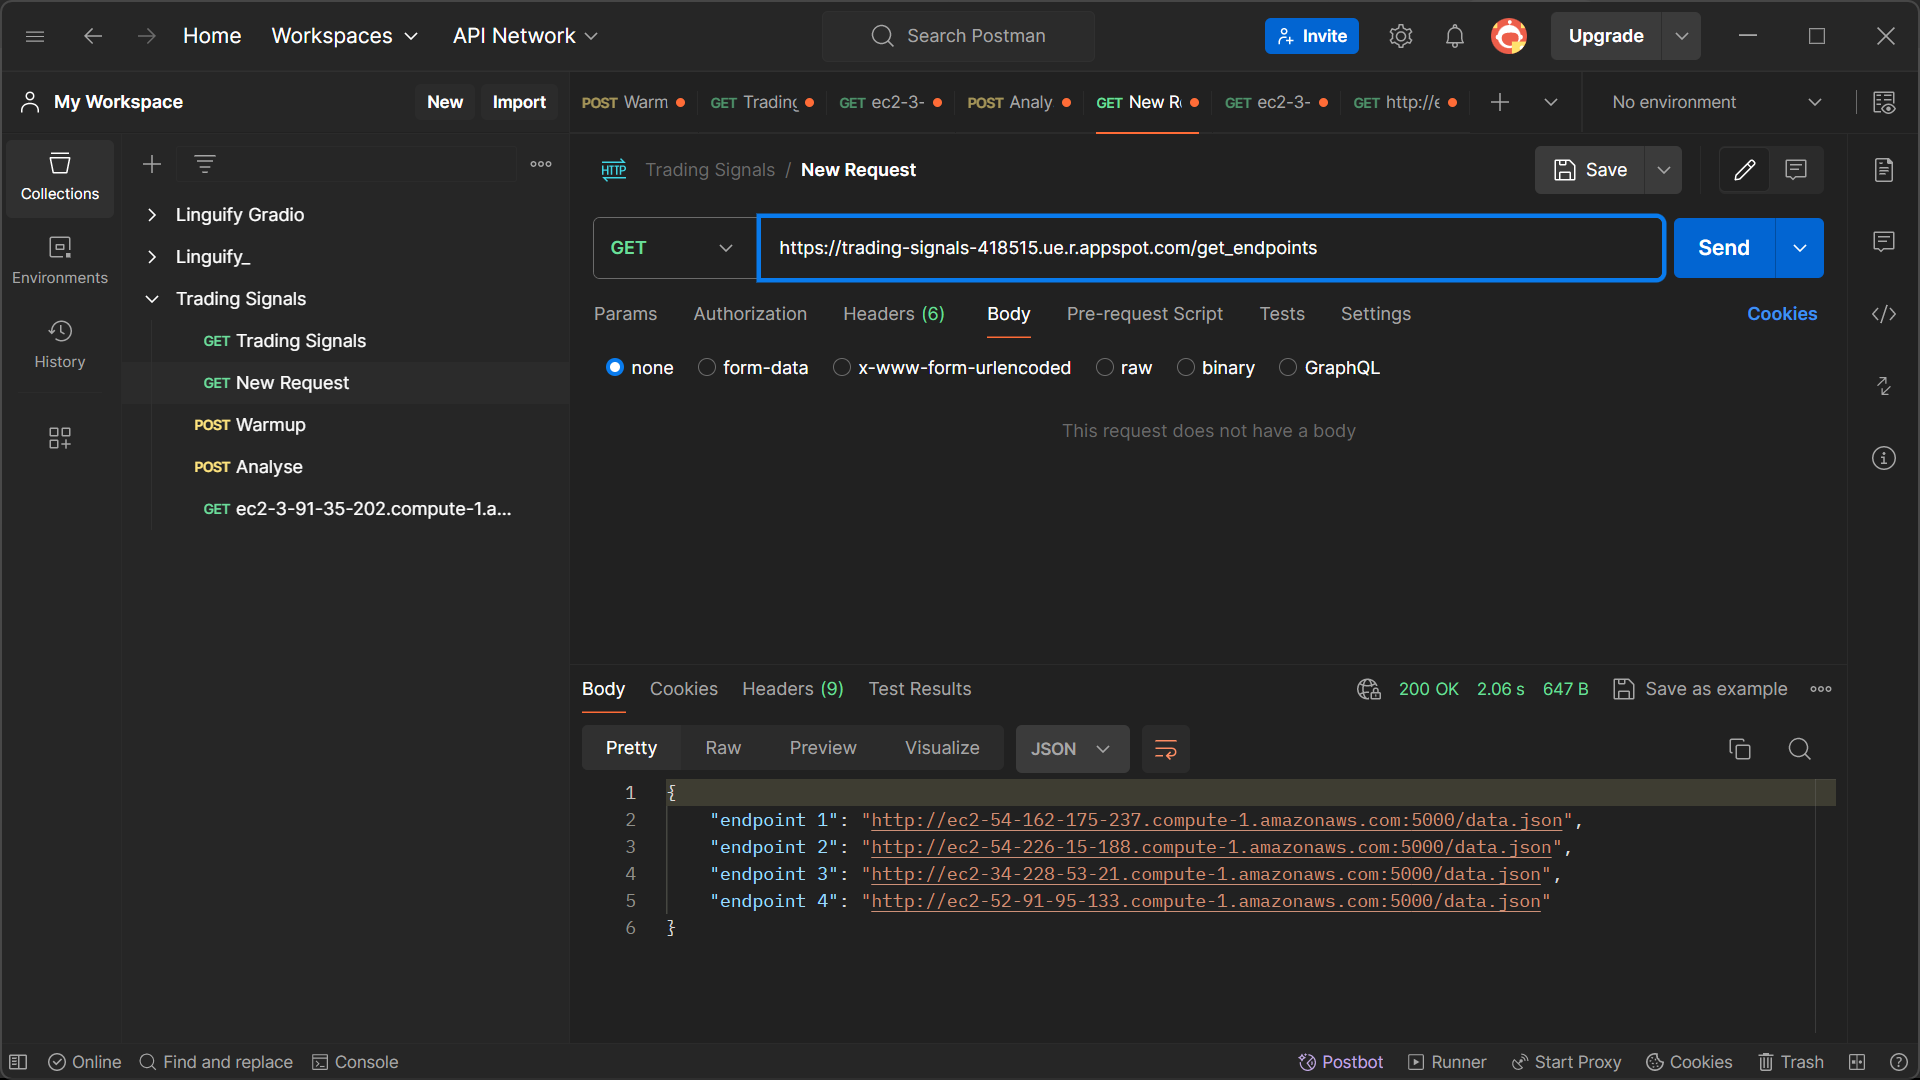 Home Workspaces API Network Search Postman Invite Upgrade
My Workspace New Import POST Warm GET Trading GET ec2-3- POST Analy GET New Re GET ec2-3- GET http://e No environment
HTTP Trading Signals / New Request Save
Collections
Environments
History
Linguify Gradio
Linguify_
Trading Signals
GET Trading Signals
GET New Request
POST Warmup
POST Analyse
GET ec2-3-91-35-202.compute-1.a...
GET https://trading-signals-418515.ue.r.appspot.com/get_endpoints Send
Params Authorization Headers (6) Body Pre-request Script Tests Settings Cookies
none form-data x-www-form-urlencoded raw binary GraphQL
This request does not have a body
Body Cookies Headers (9) Test Results 200 OK 2.06 s 647 B Save as example
Pretty Raw Preview Visualize JSON
1 {
2 "endpoint 1": "http://ec2-54-162-175-237.compute-1.amazonaws.com:5000/data.json",
3 "endpoint 2": "http://ec2-54-226-15-188.compute-1.amazonaws.com:5000/data.json",
4 "endpoint 3": "http://ec2-34-228-53-21.compute-1.amazonaws.com:5000/data.json",
5 "endpoint 4": "http://ec2-52-91-95-133.compute-1.amazonaws.com:5000/data.json"
6 }
Online Find and replace Console Postbot Runner Start Proxy Cookies Trash